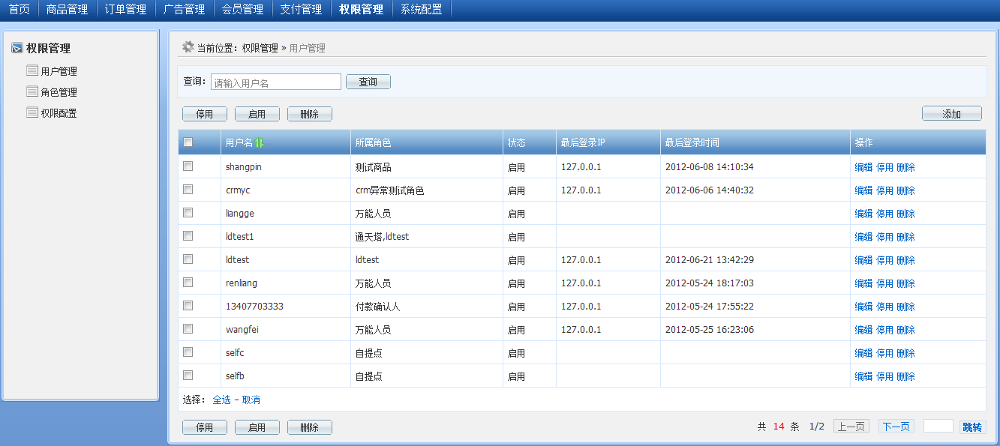 首页 商品管理 订单管理 广告管理 会员管理 支付管理 权限管理 系统配置
权限管理
用户管理
角色管理
权限配置
当前位置：权限管理 » 用户管理
查询： 请输入用户名 查询
停用 启用 删除 添加
用户名 所属角色 状态 最后登录IP 最后登录时间 操作
shangpin 测试商品 启用 127.0.0.1 2012-06-08 14:10:34 编辑 停用 删除
crmyc crm异常测试角色 启用 127.0.0.1 2012-06-06 14:40:32 编辑 停用 删除
liangge 万能人员 启用 编辑 停用 删除
ldtest1 通天塔,ldtest 启用 编辑 停用 删除
ldtest ldtest 启用 127.0.0.1 2012-06-21 13:42:29 编辑 停用 删除
renliang 万能人员 启用 127.0.0.1 2012-05-24 18:17:03 编辑 停用 删除
13407703333 付款确认人 启用 127.0.0.1 2012-05-24 17:55:22 编辑 停用 删除
wangfei 万能人员 启用 127.0.0.1 2012-05-25 16:23:06 编辑 停用 删除
selfc 自提点 启用 编辑 停用 删除
selfb 自提点 启用 编辑 停用 删除
选择： 全选 - 取消
停用 启用 删除 共 14 条 1/2 上一页 下一页 跳转